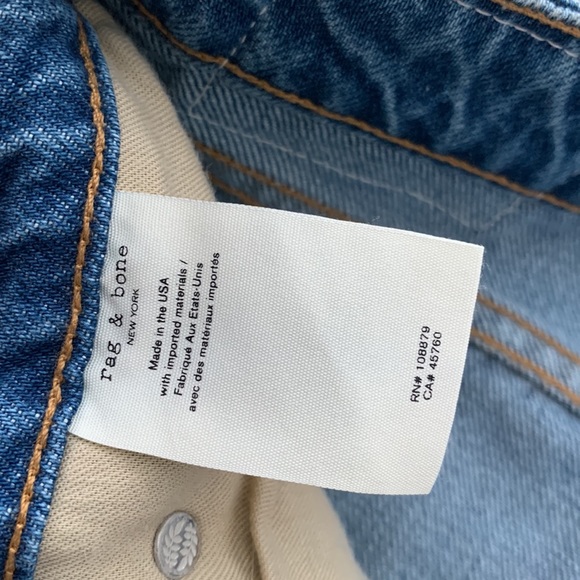 rag & bone
NEW YORK
Made in the USA
with imported materials /
Fabriqué Aux Etats-Unis
avec des matériaux importés
RN# 108879
CA# 45760